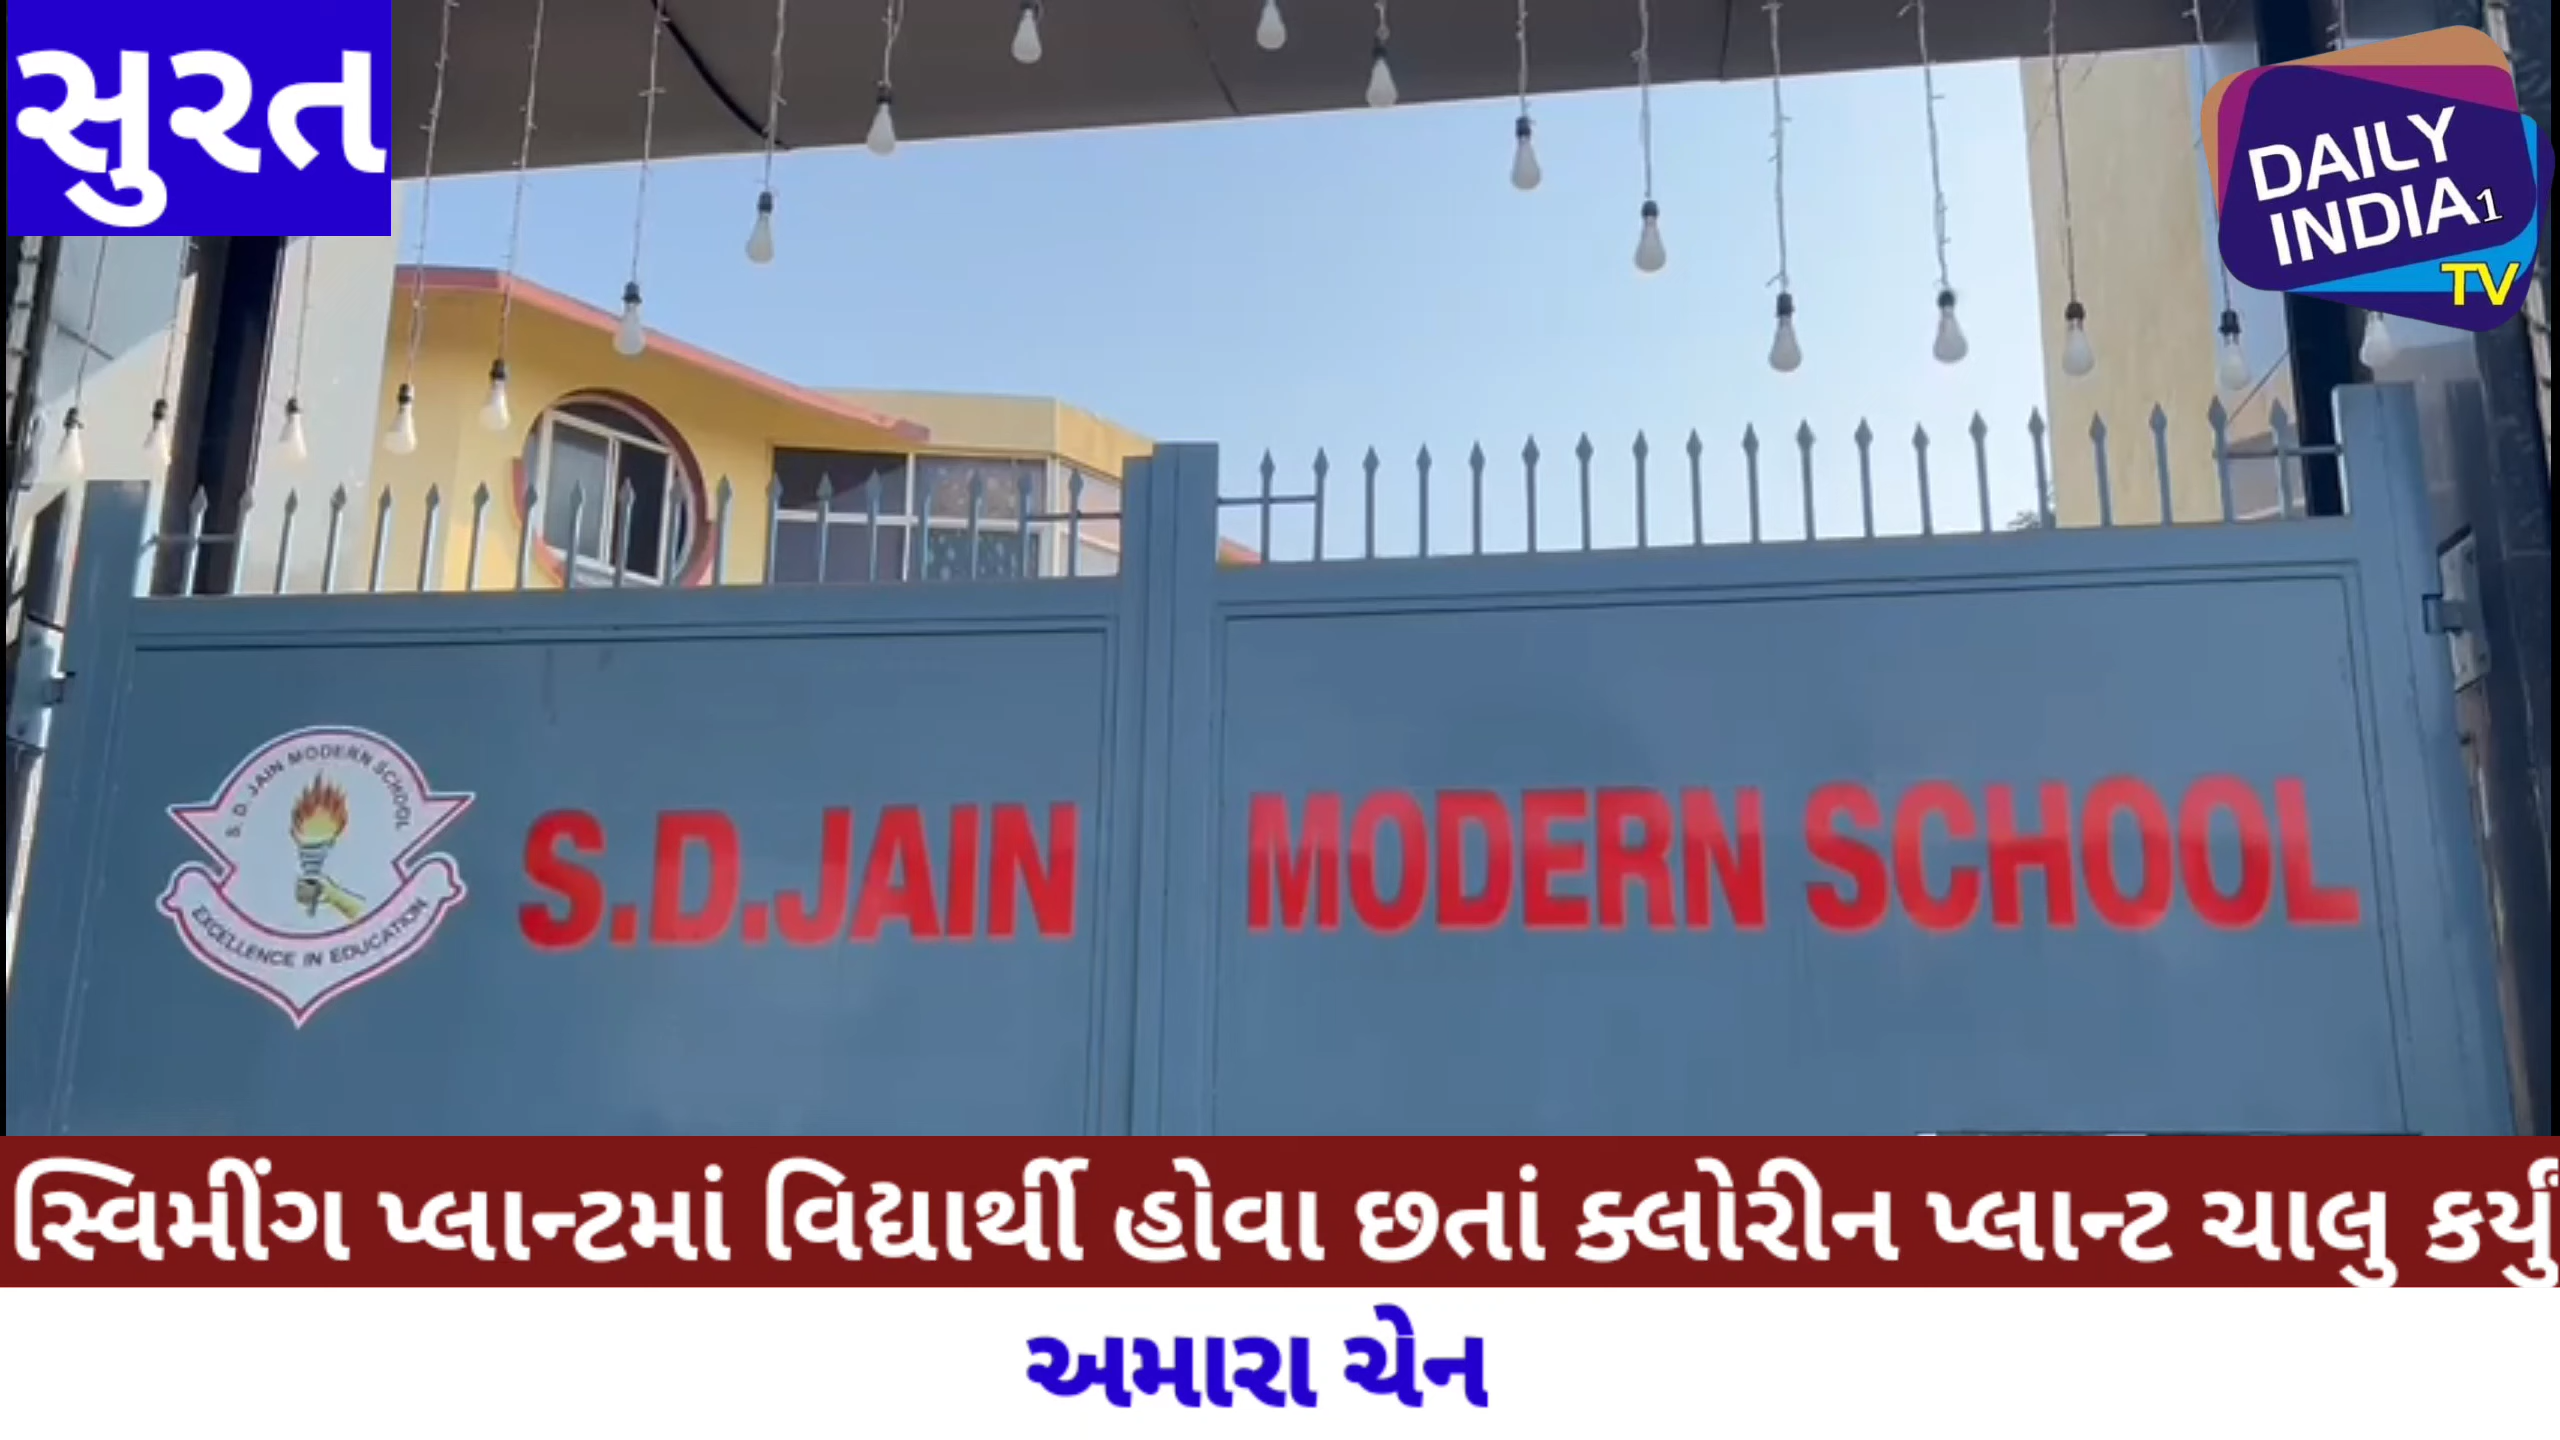 સુરત
DAILY
INDIA1
TV
S. D. JAIN MODERN SCHOOL
EXCELLENCE IN EDUCATION
S.D.JAIN MODERN SCHOOL
સ્વિમીંગ પ્લાન્ટમાં વિદ્યાર્થી હોવા છતાં ક્લોરીન પ્લાન્ટ ચાલુ કર્યું
અમારા ચેન